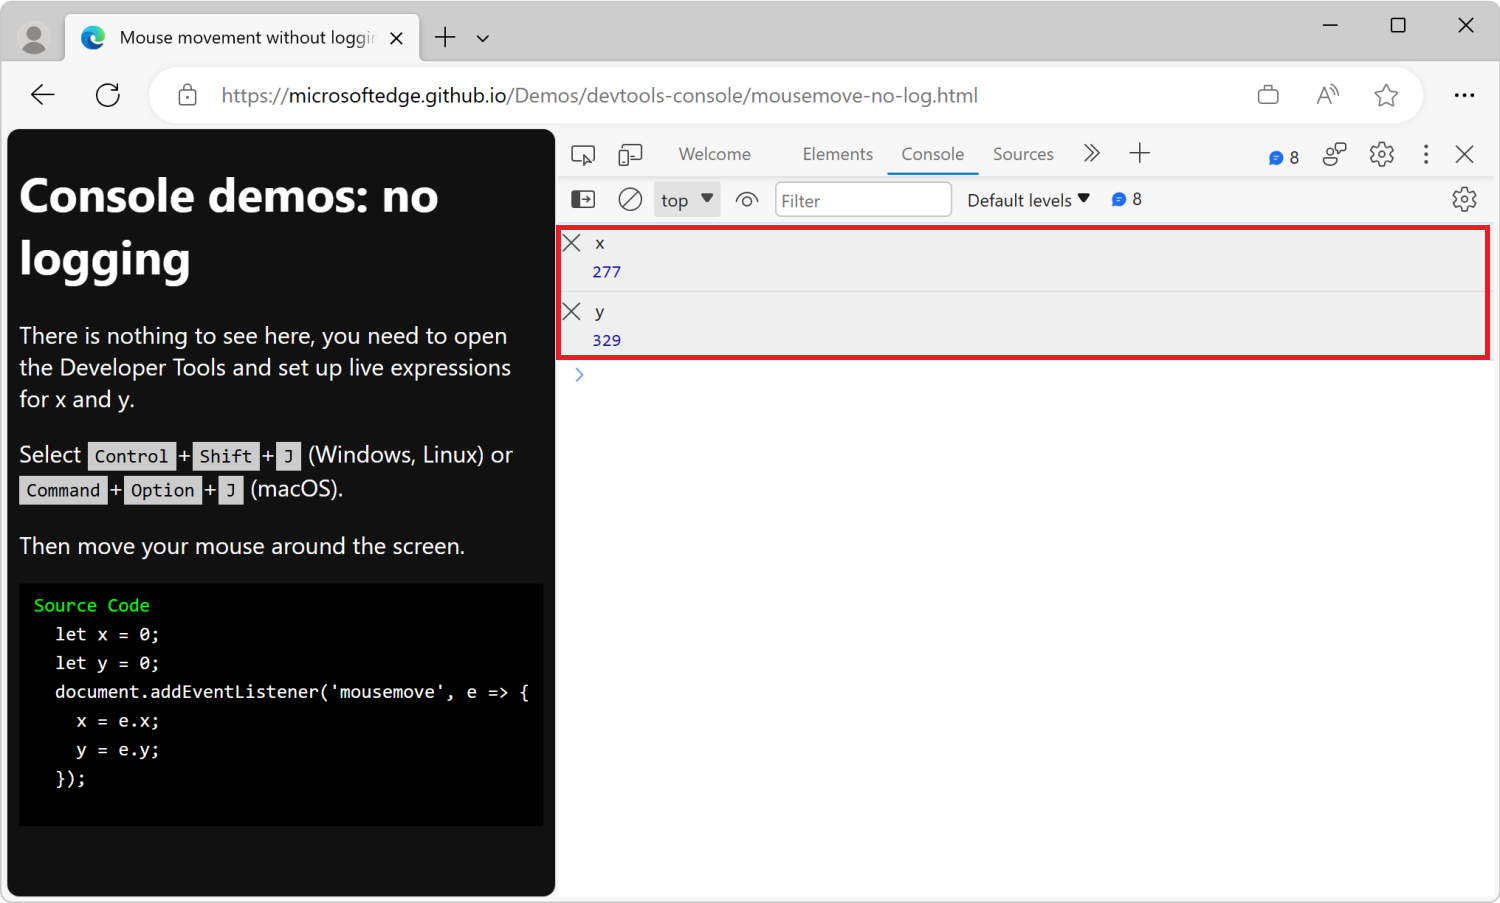 Mouse movement without loggin
https://microsoftedge.github.io/Demos/devtools-console/mousemove-no-log.html
Console demos: no
logging
There is nothing to see here, you need to open
the Developer Tools and set up live expressions
for x and y.
Select Control+Shift+J (Windows, Linux) or
Command+Option+J (macOS).
Then move your mouse around the screen.
Source Code
let x = 0;
let y = 0;
document.addEventListener('mousemove', e => {
x = e.x;
y = e.y;
});
Welcome Elements Console Sources 8
top Filter Default levels 8
x
277
y
329